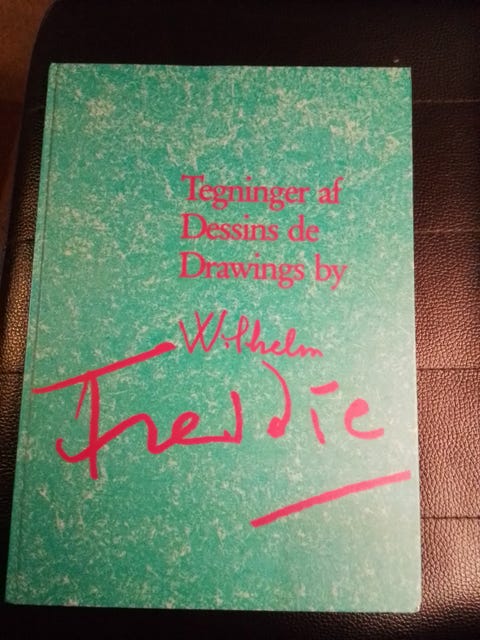 Tegninger af
Dessins de
Drawings by
Wilhelm
Freddie